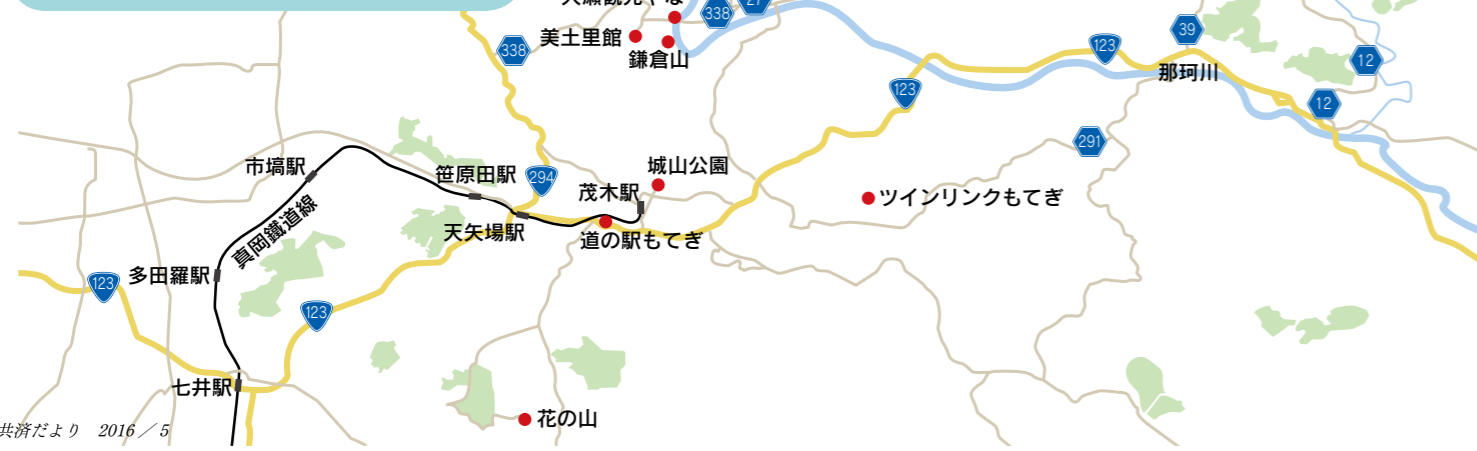 338
27
美土里館
338
鎌倉山
39
123
12
那珂川
123
12
291
市塙駅
城山公園
笹原田駅
294
茂木駅
ツインリンクもてぎ
真岡鐵道線
天矢場駅
道の駅もてぎ
多田羅駅
123
123
七井駅
花の山
共済だより 2016／5